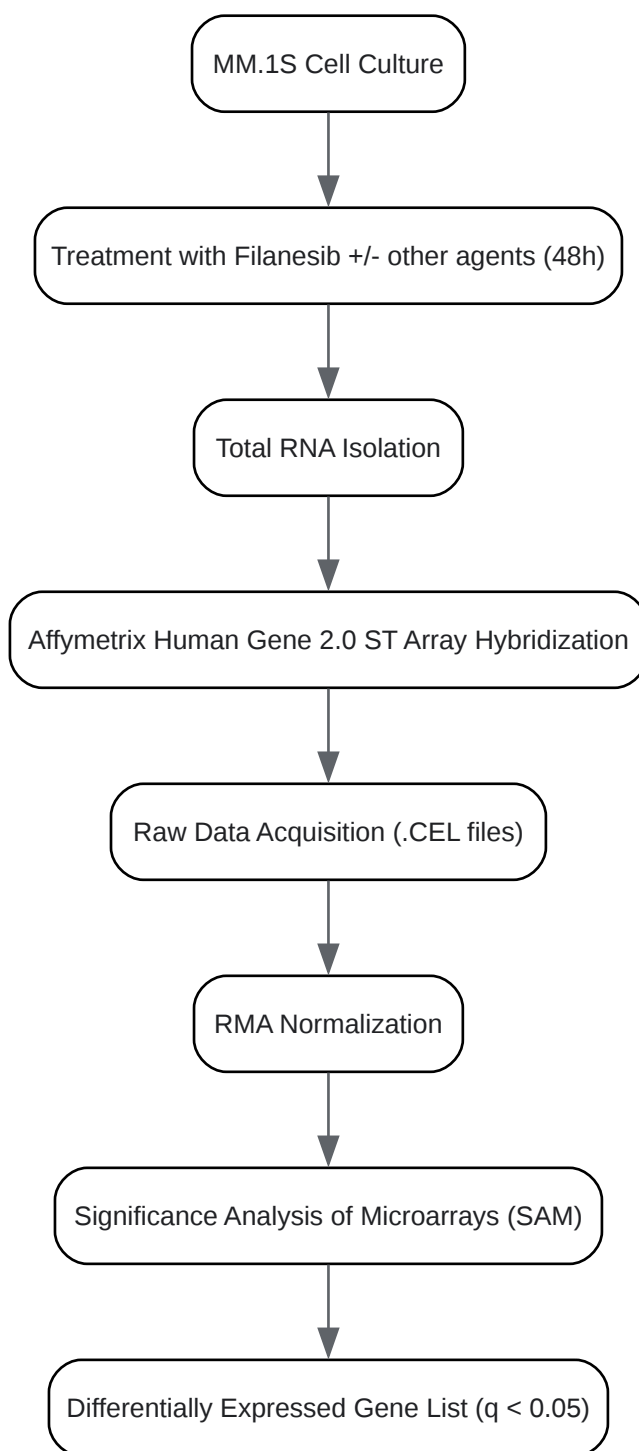 MM.1S Cell Culture
Treatment with Filanesib +/- other agents (48h)
Total RNA Isolation
Affymetrix Human Gene 2.0 ST Array Hybridization
Raw Data Acquisition (.CEL files)
RMA Normalization
Significance Analysis of Microarrays (SAM)
Differentially Expressed Gene List (q < 0.05)